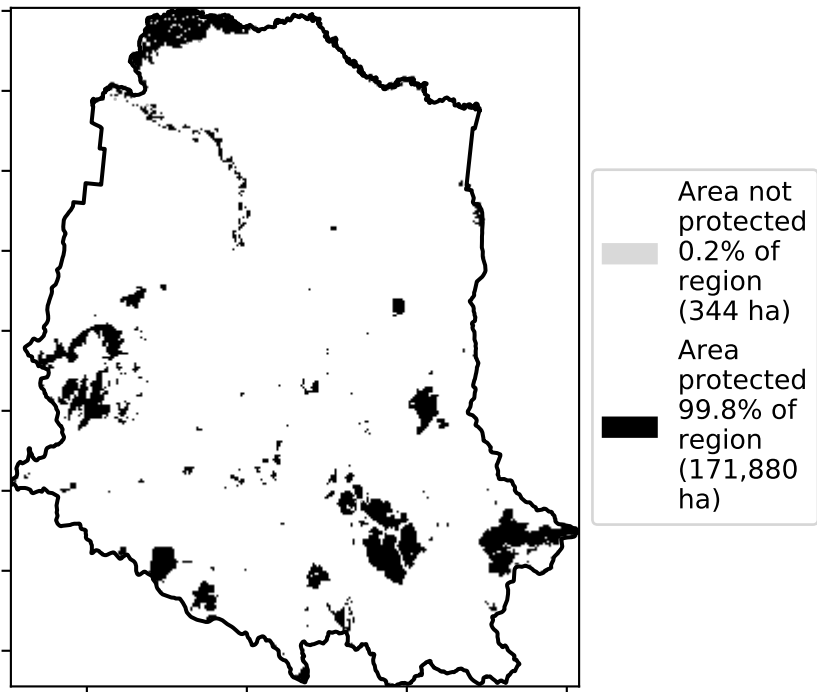 Area not
protected
0.2% of
region
(344 ha)
Area
protected
99.8% of
region
(171,880
ha)